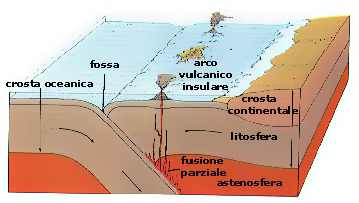 fossa
arco
vulcanico
insulare
crosta oceanica
crosta
continentale
litosfera
fusione
parziale
astenosfera